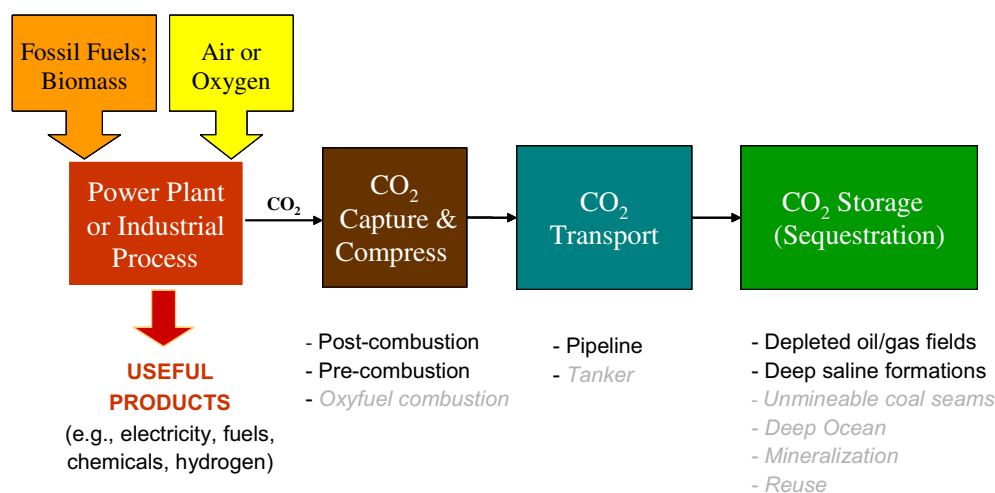 Fossil Fuels;
Biomass
Air or
Oxygen
Power Plant
or Industrial
Process
CO₂
CO₂
Capture &
Compress
CO₂
Transport
CO₂ Storage
(Sequestration)
USEFUL
PRODUCTS
(e.g., electricity, fuels,
chemicals, hydrogen)
- Post-combustion
- Pre-combustion
- Oxyfuel combustion
- Pipeline
- Tanker
- Depleted oil/gas fields
- Deep saline formations
- Unmineable coal seams
- Deep Ocean
- Mineralization
- Reuse